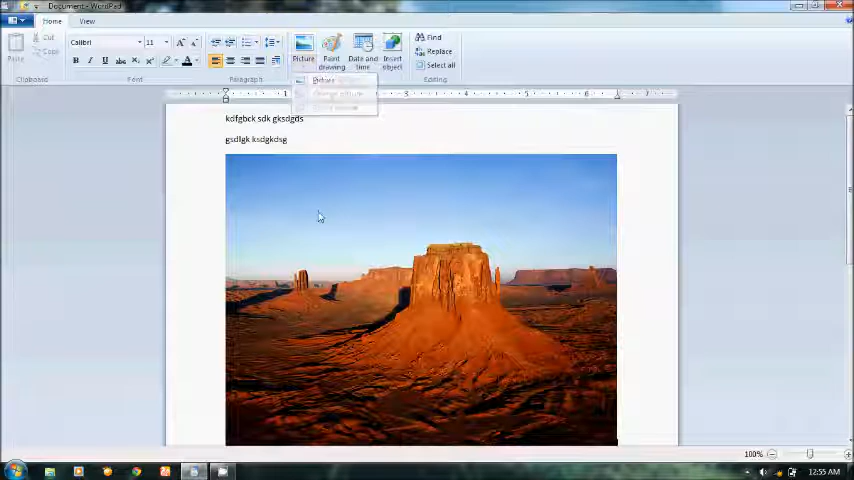 Document - WordPad
Home View
Paste
Cut
Copy
Clipboard
Calibri 11
Font
Paragraph
Picture
Paint drawing
Date and time
Insert object
Find
Replace
Select all
Editing
Picture
kdfgbck sdk gksdgds
gsdlgk ksdgkdsg
100%
12:55 AM